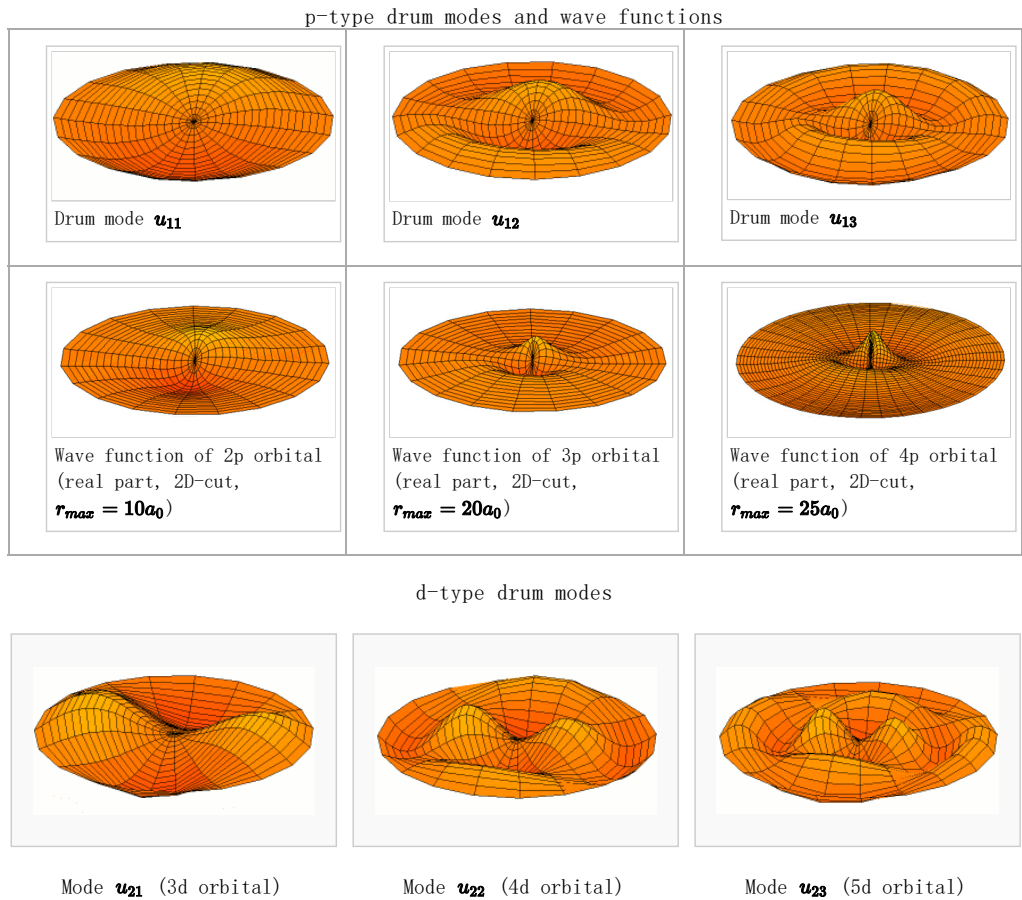 p-type drum modes and wave functions
Drum mode u₁₁
Drum mode u₁₂
Drum mode u₁₃
Wave function of 2p orbital
(real part, 2D-cut,
rₘₐₓ = 10a₀)
Wave function of 3p orbital
(real part, 2D-cut,
rₘₐₓ = 20a₀)
Wave function of 4p orbital
(real part, 2D-cut,
rₘₐₓ = 25a₀)
d-type drum modes
Mode u₂₁ (3d orbital)
Mode u₂₂ (4d orbital)
Mode u₂₃ (5d orbital)